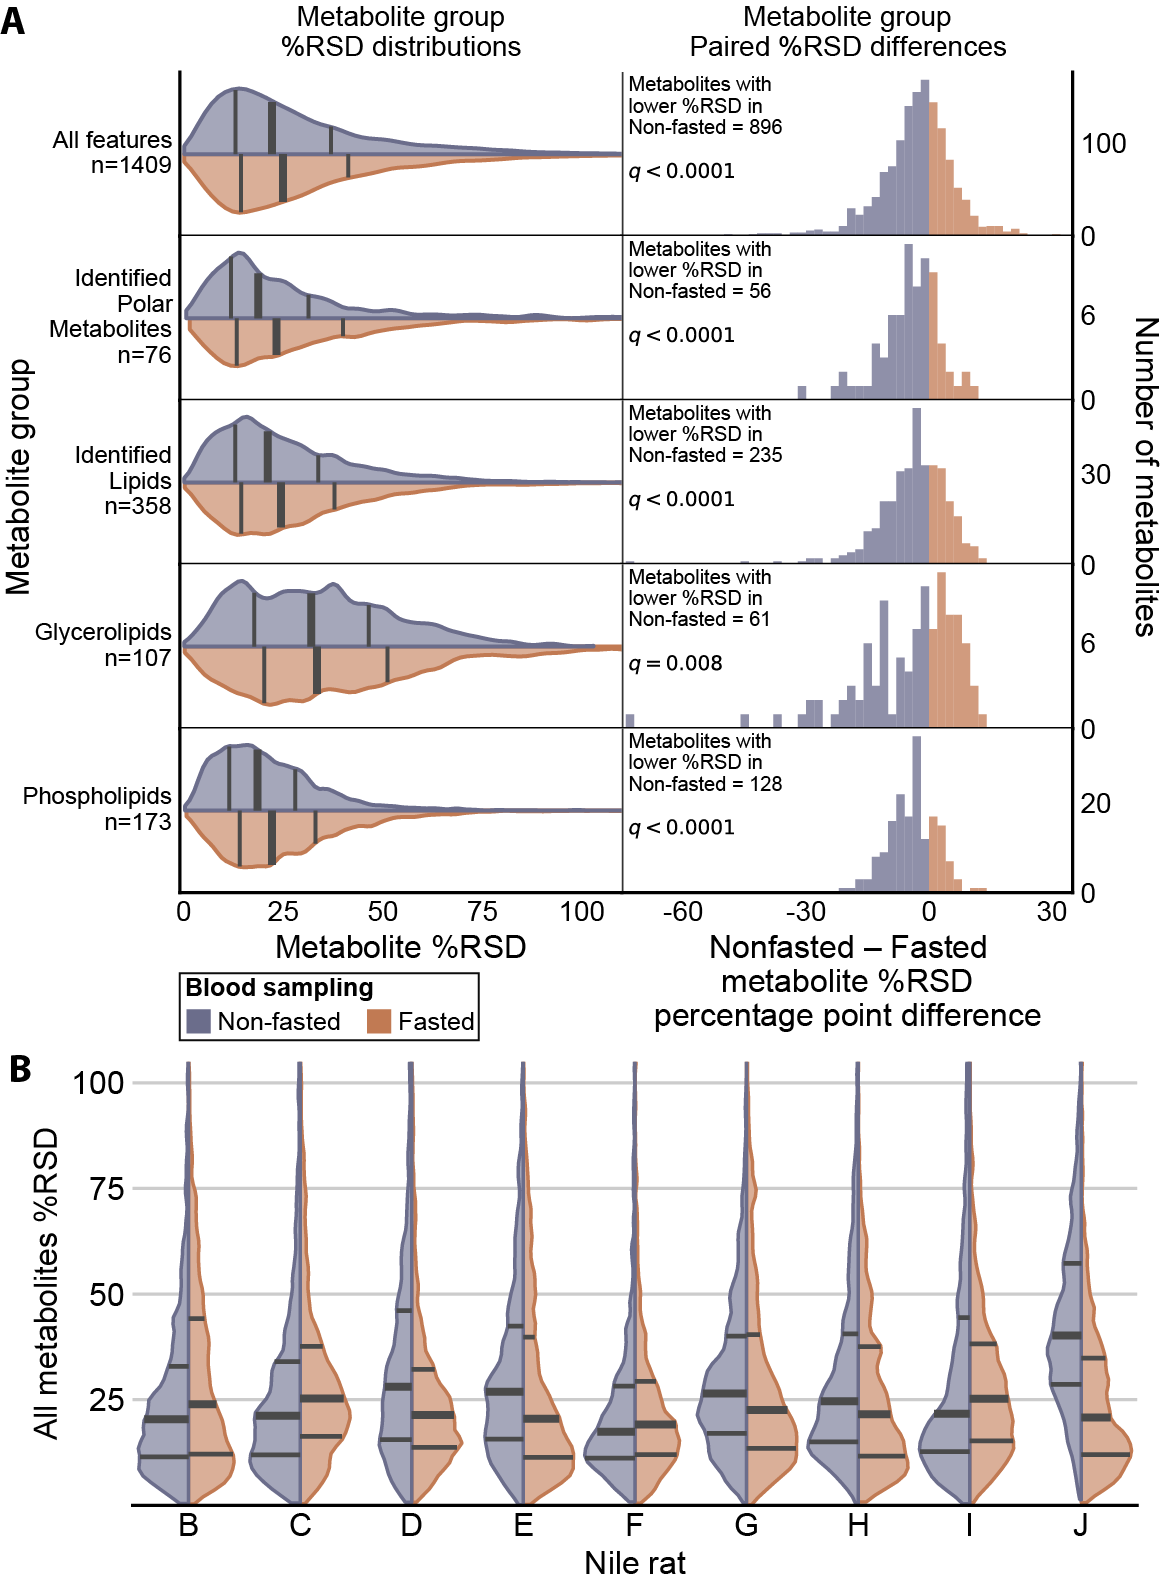 A
Metabolite group
%RSD distributions
Metabolite group
Paired %RSD differences
Metabolite group
All features
n=1409
Metabolites with
lower %RSD in
Non-fasted = 896
q < 0.0001
100
0
Identified
Polar
Metabolites
n=76
Metabolites with
lower %RSD in
Non-fasted = 56
q < 0.0001
6
0
Identified
Lipids
n=358
Metabolites with
lower %RSD in
Non-fasted = 235
q < 0.0001
30
0
Glycerolipids
n=107
Metabolites with
lower %RSD in
Non-fasted = 61
q = 0.008
6
0
Phospholipids
n=173
Metabolites with
lower %RSD in
Non-fasted = 128
q < 0.0001
20
0
Number of metabolites
0 25 50 75 100
-60 -30 0 30
Metabolite %RSD
Nonfasted – Fasted
metabolite %RSD
percentage point difference
Blood sampling
Non-fasted Fasted
B
All metabolites %RSD
100
75
50
25
B C D E F G H I J
Nile rat